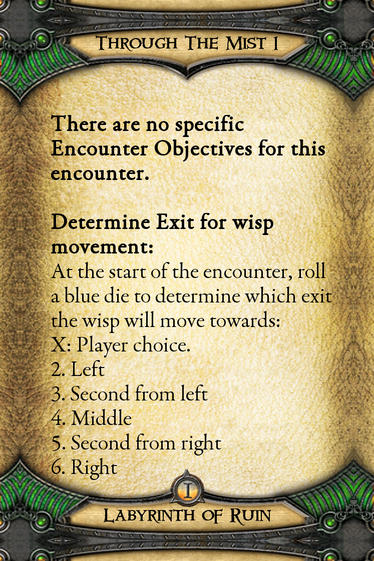 Through The Mist I
There are no specific
Encounter Objectives for this
encounter.
Determine Exit for wisp
movement:
At the start of the encounter, roll
a blue die to determine which exit
the wisp will move towards:
X: Player choice.
2. Left
3. Second from left
4. Middle
5. Second from right
6. Right
I
Labyrinth of Ruin